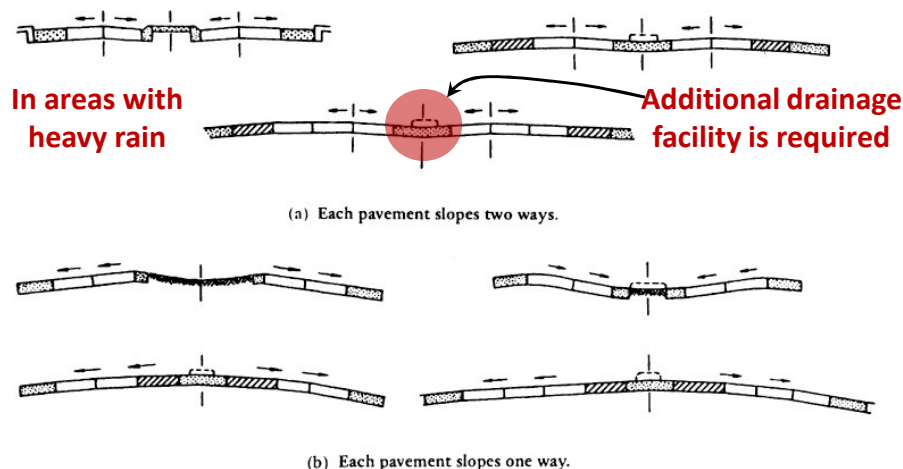 In areas with
heavy rain
Additional drainage
facility is required
(a) Each pavement slopes two ways.
(b) Each pavement slopes one way.